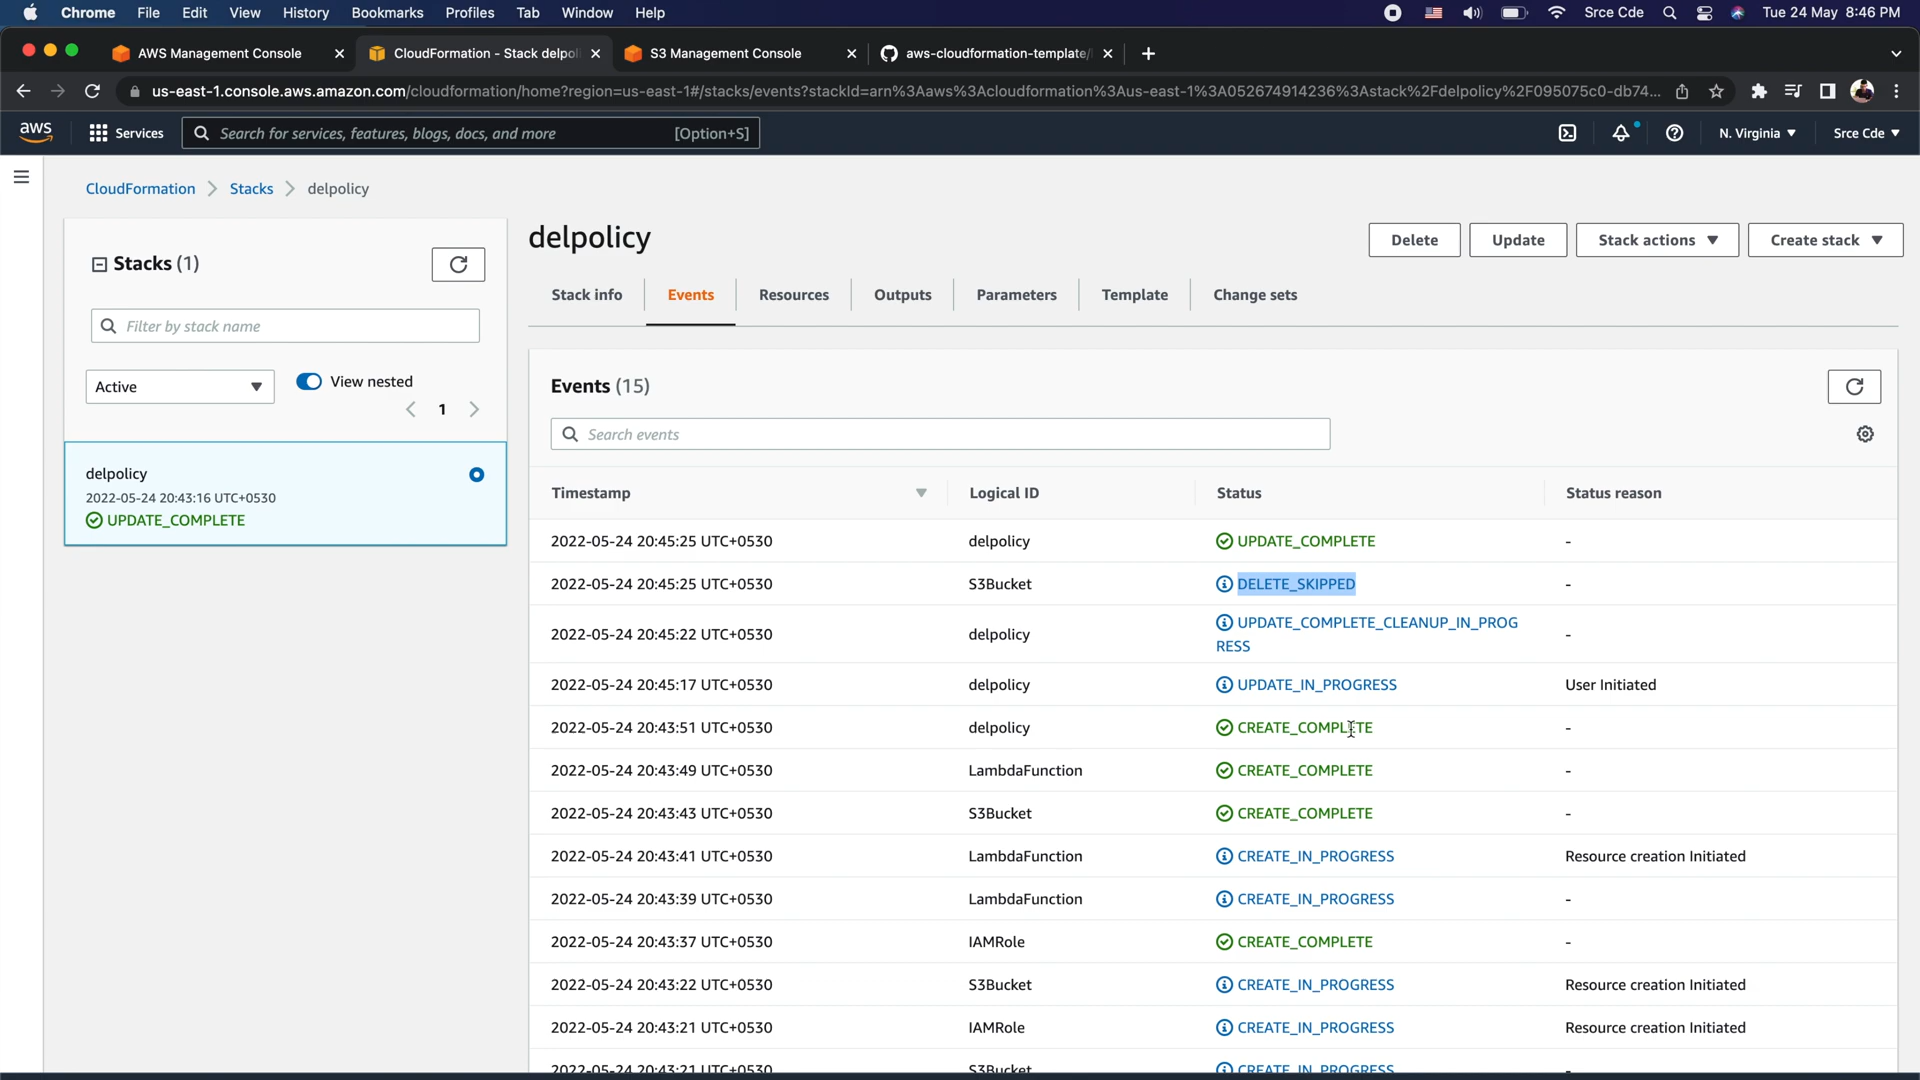 Chrome File Edit View History Bookmarks Profiles Tab Window Help Srce Cde Tue 24 May 8:46 PM
AWS Management Console CloudFormation - Stack delpol S3 Management Console aws-cloudformation-template/
us-east-1.console.aws.amazon.com/cloudformation/home?region=us-east-1#/stacks/events?stackId=arn%3Aaws%3Acloudformation%3Aus-east-1%3A052674914236%3Astack%2Fdelpolicy%2F095075c0-db74...
aws Services Search for services, features, blogs, docs, and more [Option+S] N. Virginia Srce Cde
CloudFormation Stacks delpolicy
Stacks (1)
Filter by stack name
Active View nested
1
delpolicy
2022-05-24 20:43:16 UTC+0530
UPDATE_COMPLETE
delpolicy
Delete Update Stack actions Create stack
Stack info Events Resources Outputs Parameters Template Change sets
Events (15)
Search events
Timestamp Logical ID Status Status reason
2022-05-24 20:45:25 UTC+0530 delpolicy UPDATE_COMPLETE -
2022-05-24 20:45:25 UTC+0530 S3Bucket DELETE_SKIPPED -
2022-05-24 20:45:22 UTC+0530 delpolicy UPDATE_COMPLETE_CLEANUP_IN_PROG -
RESS
2022-05-24 20:45:17 UTC+0530 delpolicy UPDATE_IN_PROGRESS User Initiated
2022-05-24 20:43:51 UTC+0530 delpolicy CREATE_COMPLETE -
2022-05-24 20:43:49 UTC+0530 LambdaFunction CREATE_COMPLETE -
2022-05-24 20:43:43 UTC+0530 S3Bucket CREATE_COMPLETE -
2022-05-24 20:43:41 UTC+0530 LambdaFunction CREATE_IN_PROGRESS Resource creation Initiated
2022-05-24 20:43:39 UTC+0530 LambdaFunction CREATE_IN_PROGRESS -
2022-05-24 20:43:37 UTC+0530 IAMRole CREATE_COMPLETE -
2022-05-24 20:43:22 UTC+0530 S3Bucket CREATE_IN_PROGRESS Resource creation Initiated
2022-05-24 20:43:21 UTC+0530 IAMRole CREATE_IN_PROGRESS Resource creation Initiated
2022-05-24 20:43:21 UTC+0530 S3Bucket CREATE_IN_PROGRESS -